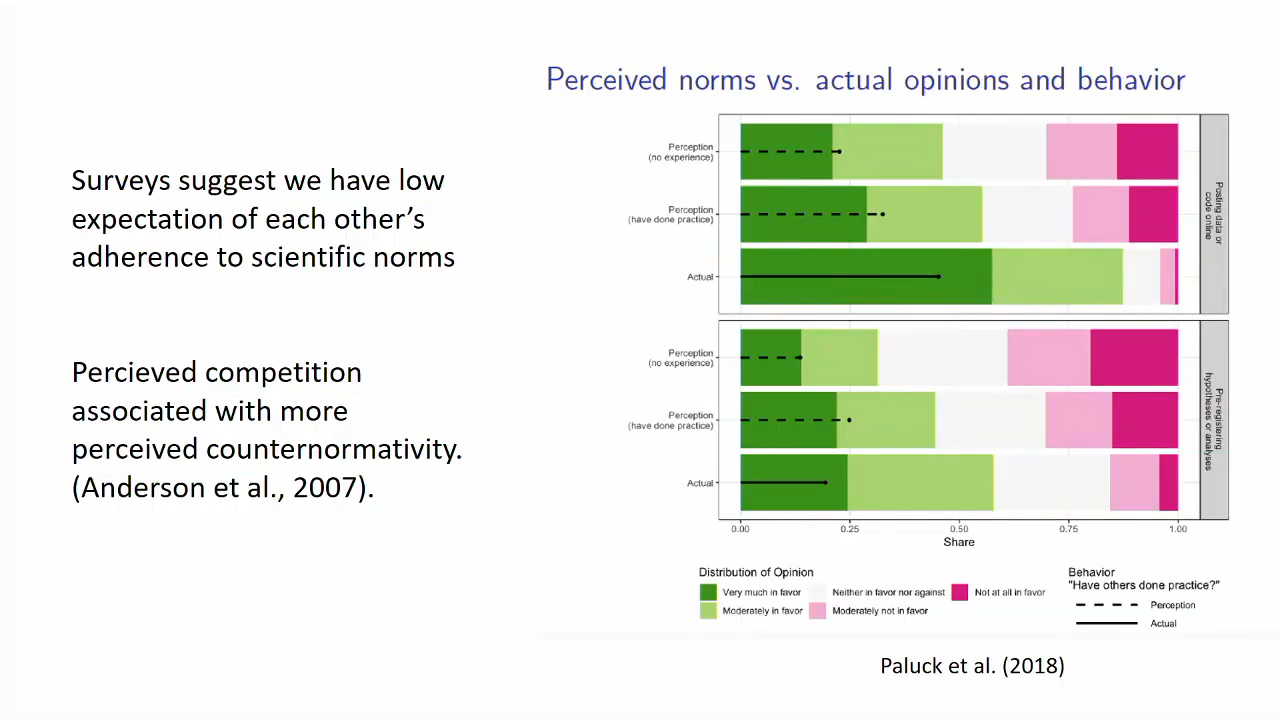 Perceived norms vs. actual opinions and behavior
Surveys suggest we have low
expectation of each other’s
adherence to scientific norms
Percieved competition
associated with more
perceived counternormativity.
(Anderson et al., 2007).
Perception
(no experience)
Perception
(have done practice)
Actual
Posting data or
code online
Perception
(no experience)
Perception
(have done practice)
Actual
Pre-registering
hypotheses or analyses
0.00 0.25 0.50 0.75 1.00
Share
Distribution of Opinion
Very much in favor Neither in favor nor against Not at all in favor
Moderately in favor Moderately not in favor
Behavior
"Have others done practice?"
Perception
Actual
Paluck et al. (2018)